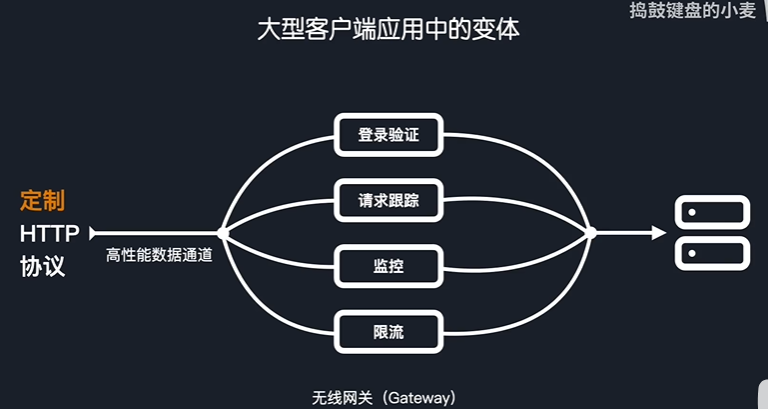 捣鼓键盘的小麦
大型客户端应用中的变体
登录验证
定制
HTTP
协议
高性能数据通道
请求跟踪
监控
限流
无线网关（Gateway）